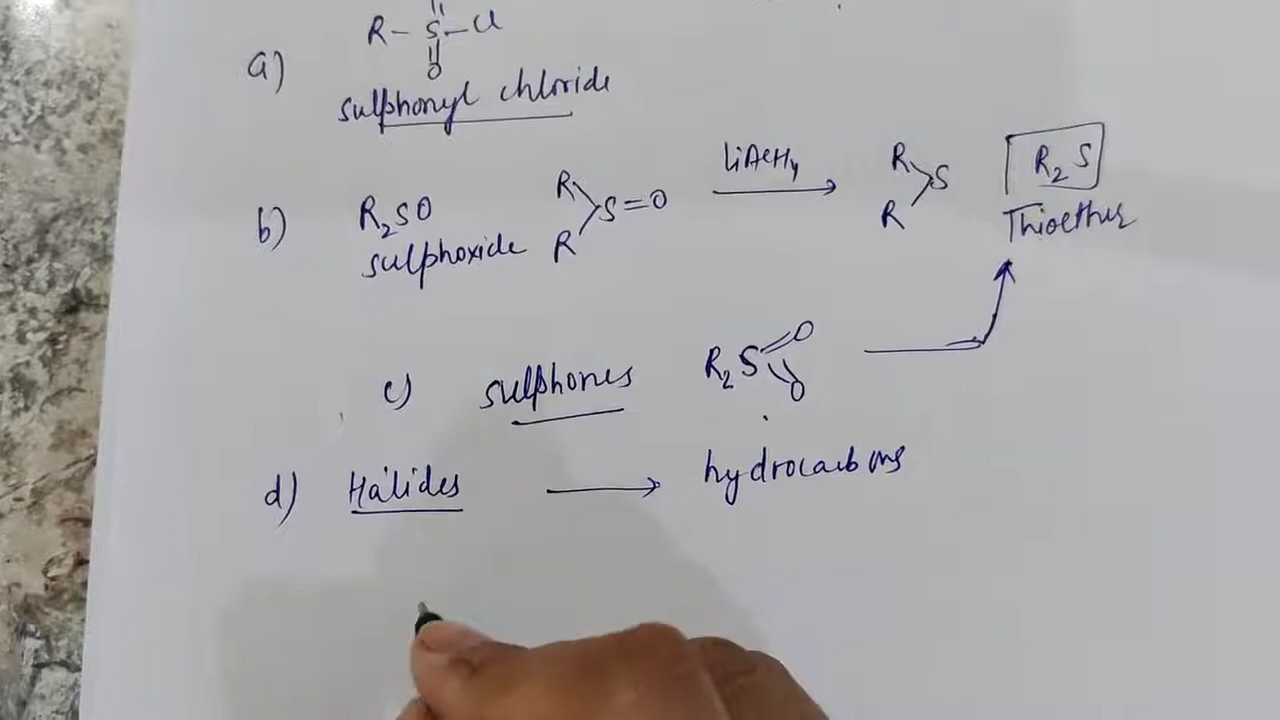 R-S-Cl
O
a)
sulphonyl chloride
b) R2SO R R S=O LiAlH4 R R S R2S
sulphoxide Thioether
c) sulphones R2S O O
d) Halides → hydrocarbons